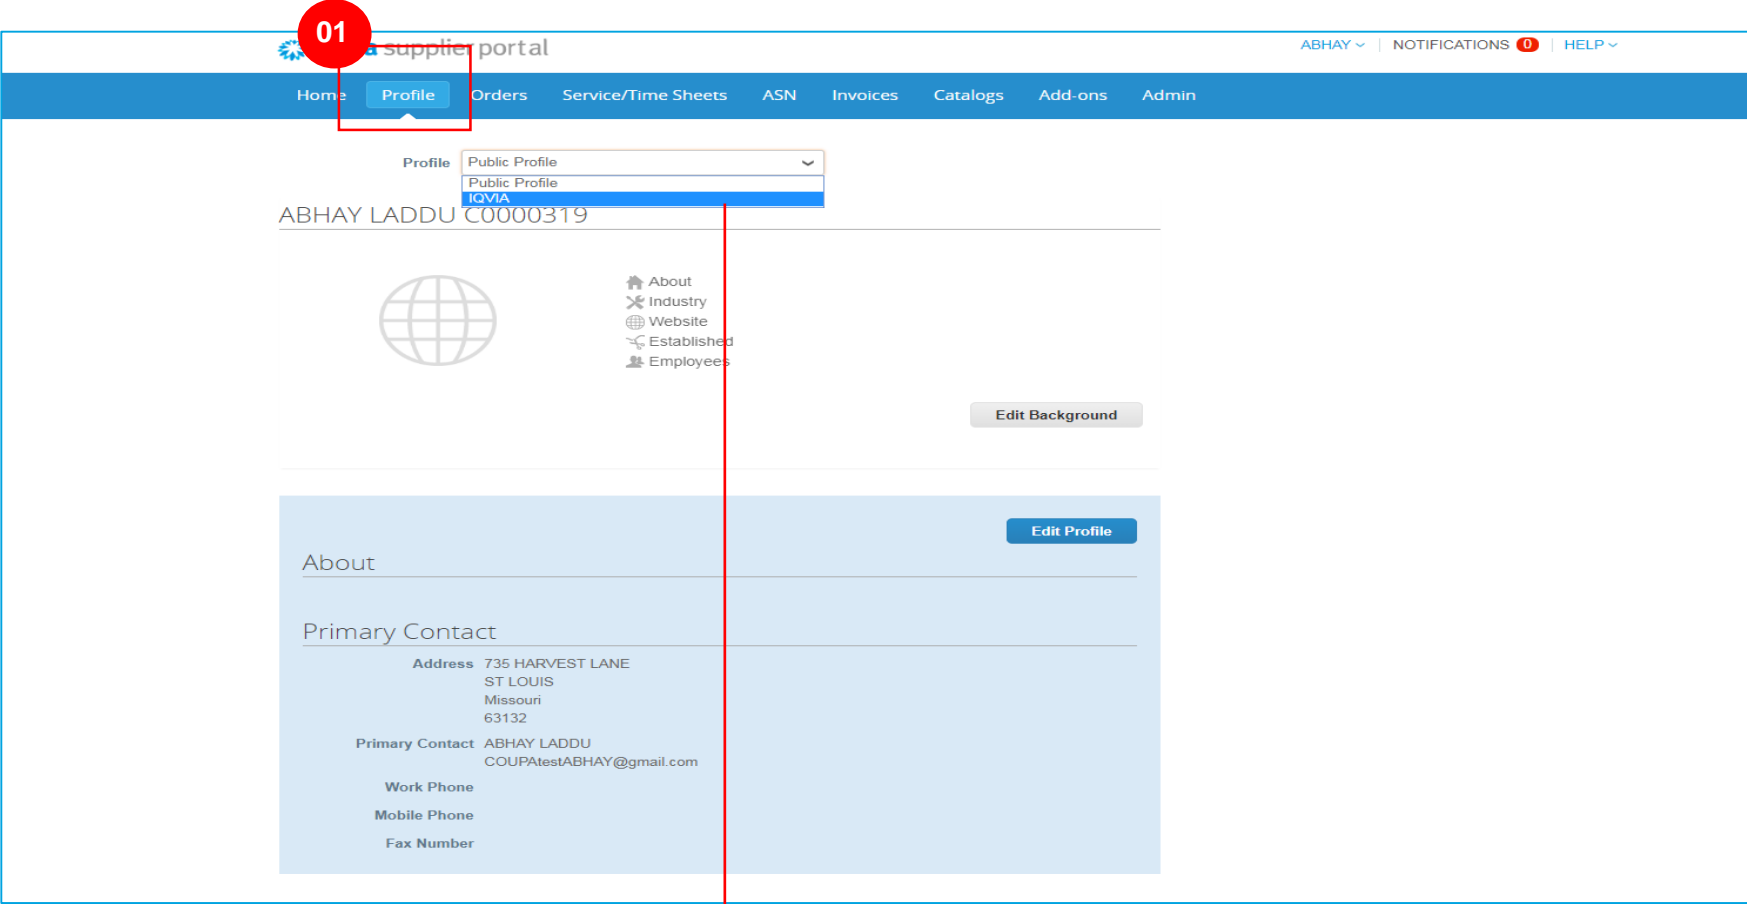 01
a supplier portal
ABHAY
NOTIFICATIONS 0
HELP
Home Profile Orders Service/Time Sheets ASN Invoices Catalogs Add-ons Admin
Profile Public Profile
Public Profile
IQVIA
ABHAY LADDU C0000319
About
Industry
Website
Established
Employees
Edit Background
Edit Profile
About
Primary Contact
Address 735 HARVEST LANE
ST LOUIS
Missouri
63132
Primary Contact ABHAY LADDU
COUPAtestABHAY@gmail.com
Work Phone
Mobile Phone
Fax Number